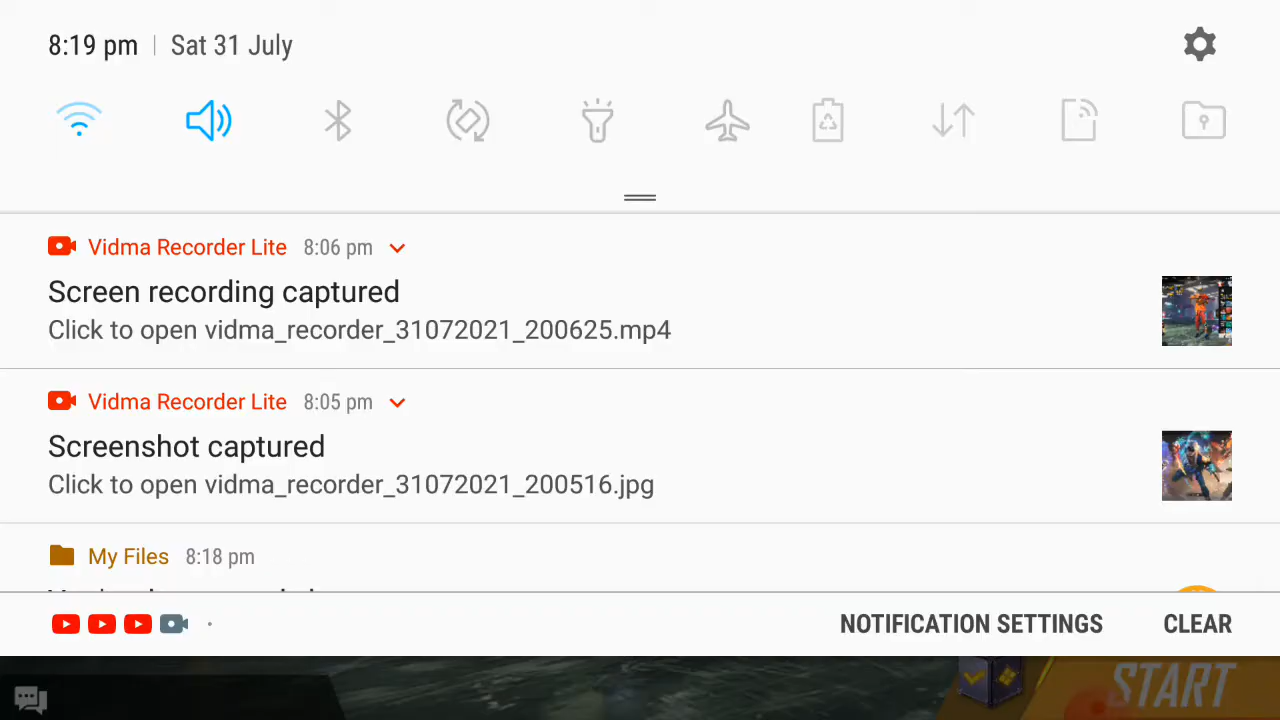 8:19 pm | Sat 31 July
Vidma Recorder Lite 8:06 pm
Screen recording captured
Click to open vidma_recorder_31072021_200625.mp4
Vidma Recorder Lite 8:05 pm
Screenshot captured
Click to open vidma_recorder_31072021_200516.jpg
My Files 8:18 pm
NOTIFICATION SETTINGS CLEAR
START